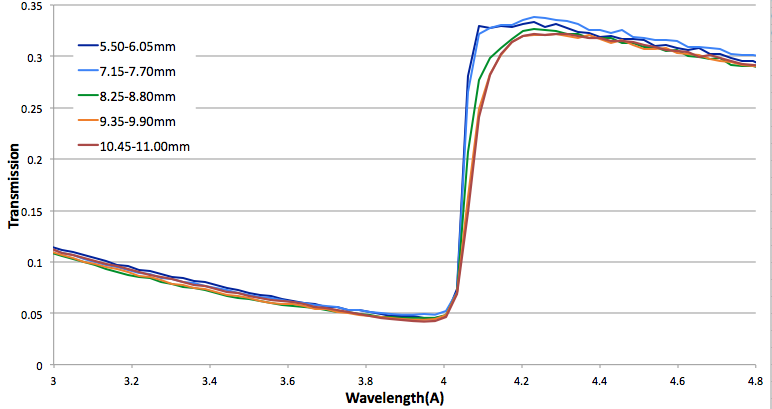 0.35
0.3
0.25
0.2
0.15
0.1
0.05
0
Transmission
5.50-6.05mm
7.15-7.70mm
8.25-8.80mm
9.35-9.90mm
10.45-11.00mm
3 3.2 3.4 3.6 3.8 4 4.2 4.4 4.6 4.8
Wavelength(A)